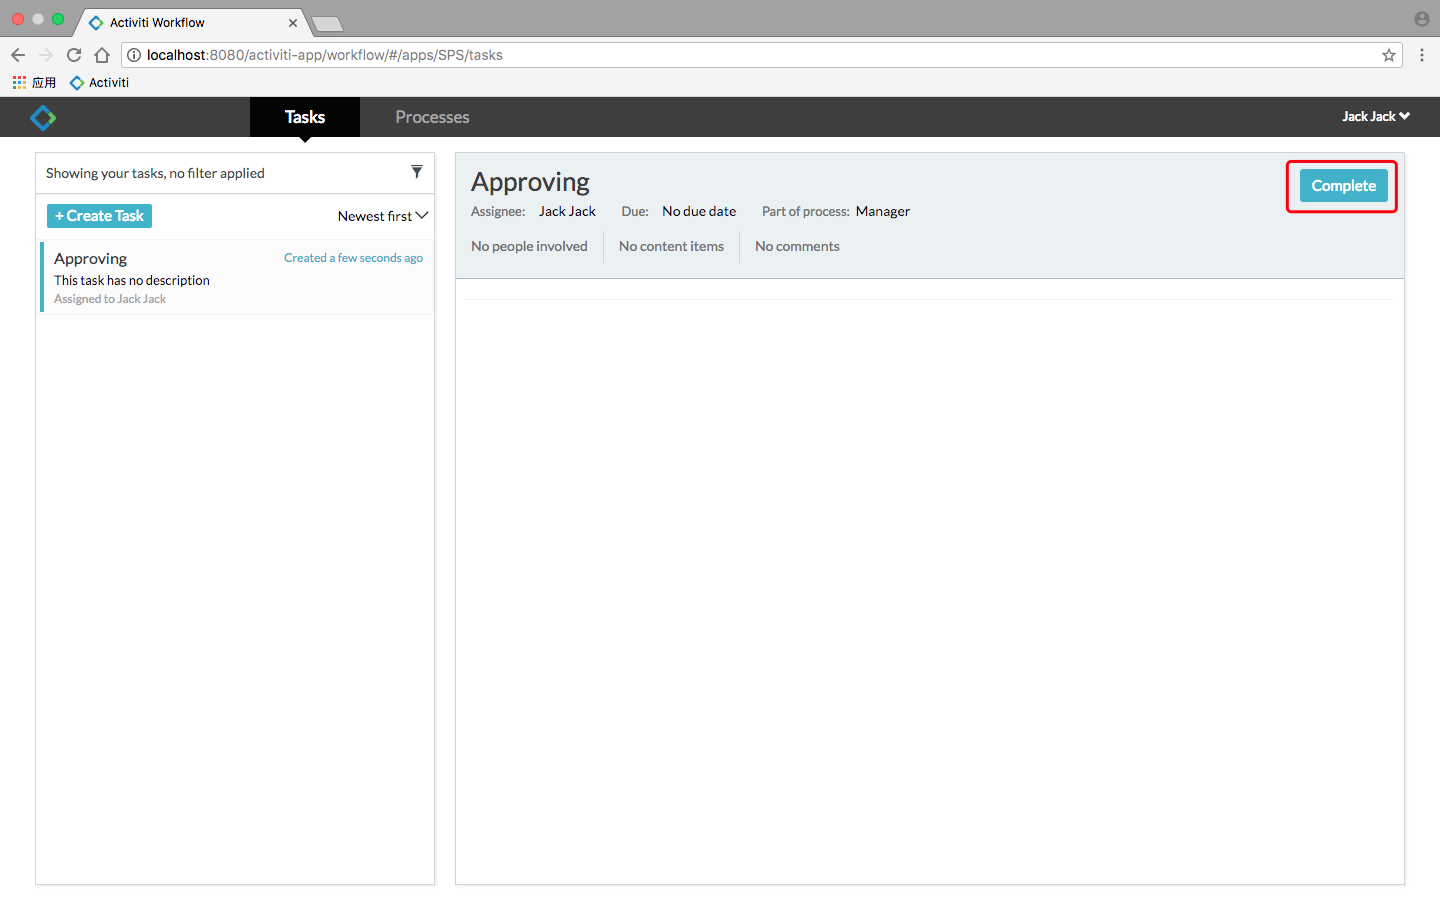 Activiti Workflow
localhost:8080/activiti-app/workflow/#/apps/SPS/tasks
应用 Activiti
Tasks Processes Jack Jack
Showing your tasks, no filter applied
+ Create Task Newest first
Approving Created a few seconds ago
This task has no description
Assigned to Jack Jack
Approving Complete
Assignee: Jack Jack Due: No due date Part of process: Manager
No people involved No content items No comments